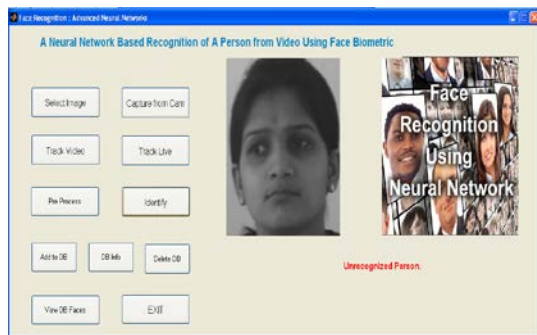 Face Recognition : Advanced Neural Networks
A Neural Network Based Recognition of A Person from Video Using Face Biometric
Select Image
Capture from Cam
Track Video
Track Live
Pre Process
Identify
Add to DB
DB Info
Delete DB
View DB Faces
EXIT
Face
Recognition
Using
Neural Network
Unrecognized Person.